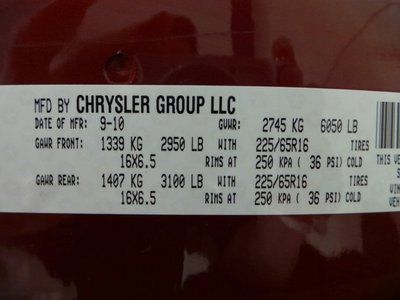 MFD BY CHRYSLER GROUP LLC
DATE OF MFR: 9-10 GVWR: 2745 KG 6050 LB
GAWR FRONT: 1339 KG 2950 LB WITH 225/65R16 TIRES
16X6.5 RIMS AT 250 KPA ( 36 PSI) COLD
GAWR REAR: 1407 KG 3100 LB WITH 225/65R16 TIRES
16X6.5 RIMS AT 250 KPA ( 36 PSI) COLD
THIS VE
S
VIN
VEH